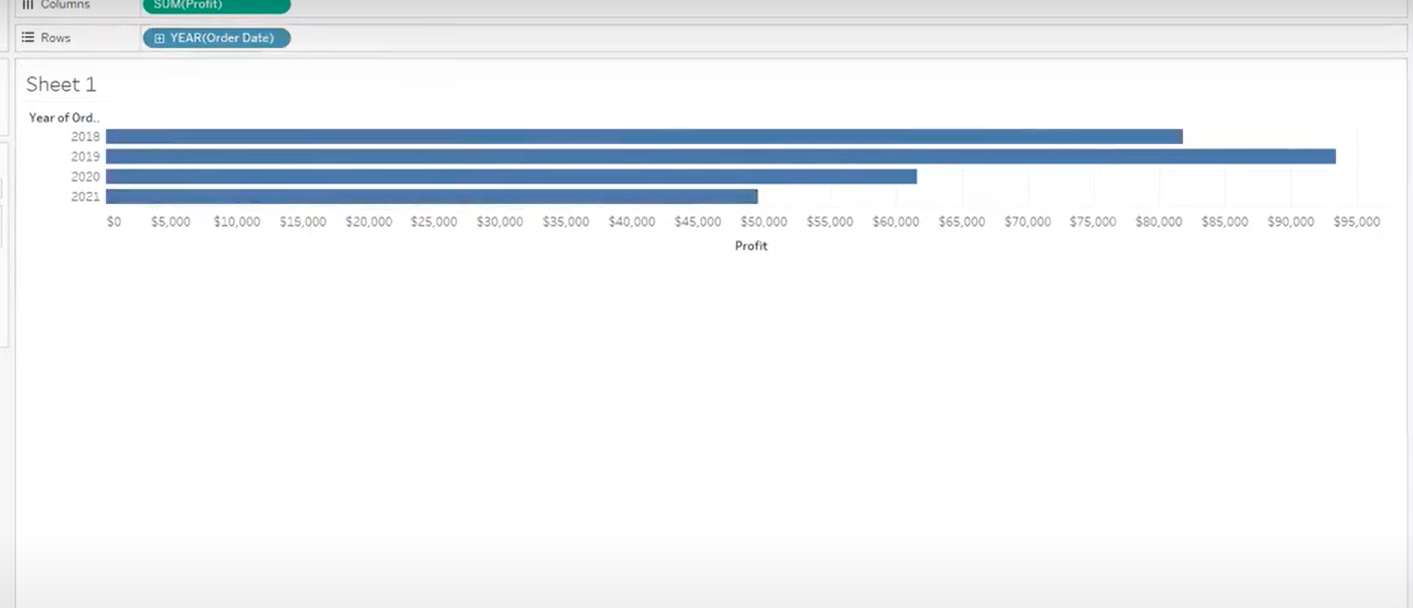 Columns SUM(Profit)
Rows YEAR(Order Date)
Sheet 1
Year of Ord..
2018
2019
2020
2021
$0 $5,000 $10,000 $15,000 $20,000 $25,000 $30,000 $35,000 $40,000 $45,000 $50,000 $55,000 $60,000 $65,000 $70,000 $75,000 $80,000 $85,000 $90,000 $95,000
Profit